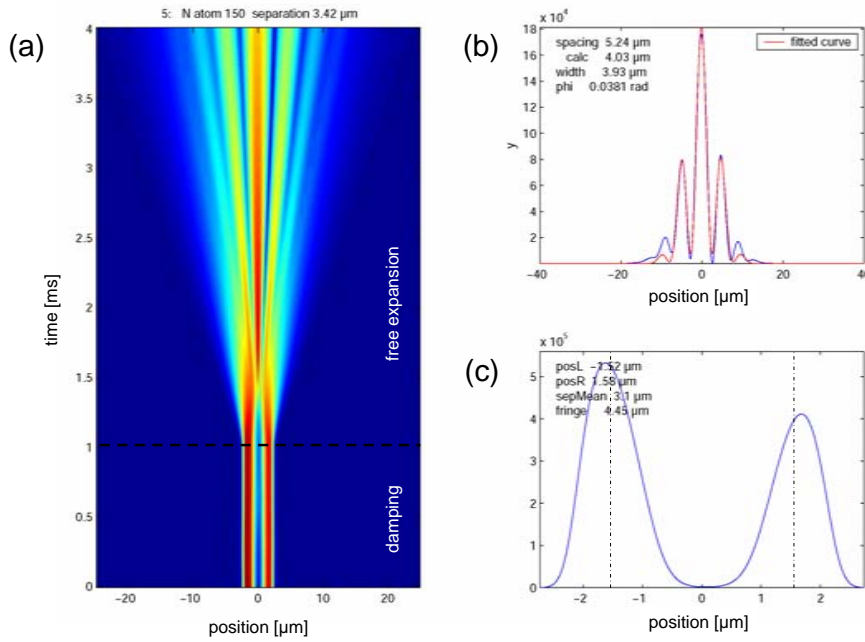 5: N atom 150 separation 3.42 µm
(a)
4
3.5
3
2.5
2
1.5
1
0.5
0
time [ms]
free expansion
damping
−20
−10
0
10
20
position [µm]
(b)
x 10⁴
18
16
14
12
10
8
6
4
2
y
spacing 5.24 µm
calc 4.03 µm
width 3.93 µm
phi 0.0381 rad
fitted curve
−40
−20
0
20
40
position [µm]
(c)
x 10⁵
5
4
3
2
1
0
posL −1.52 µm
posR 1.58 µm
sepMean 3.1 µm
fringe 4.45 µm
−2
−1
0
1
2
position [µm]